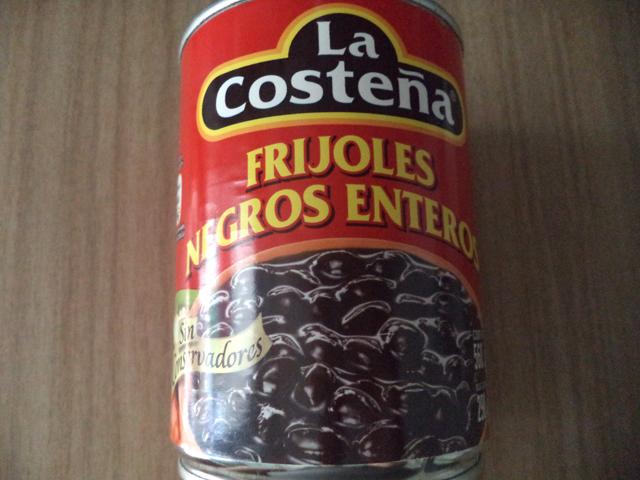 La
Costeña
FRIJOLES
NEGROS ENTEROS
Sin
Conservadores